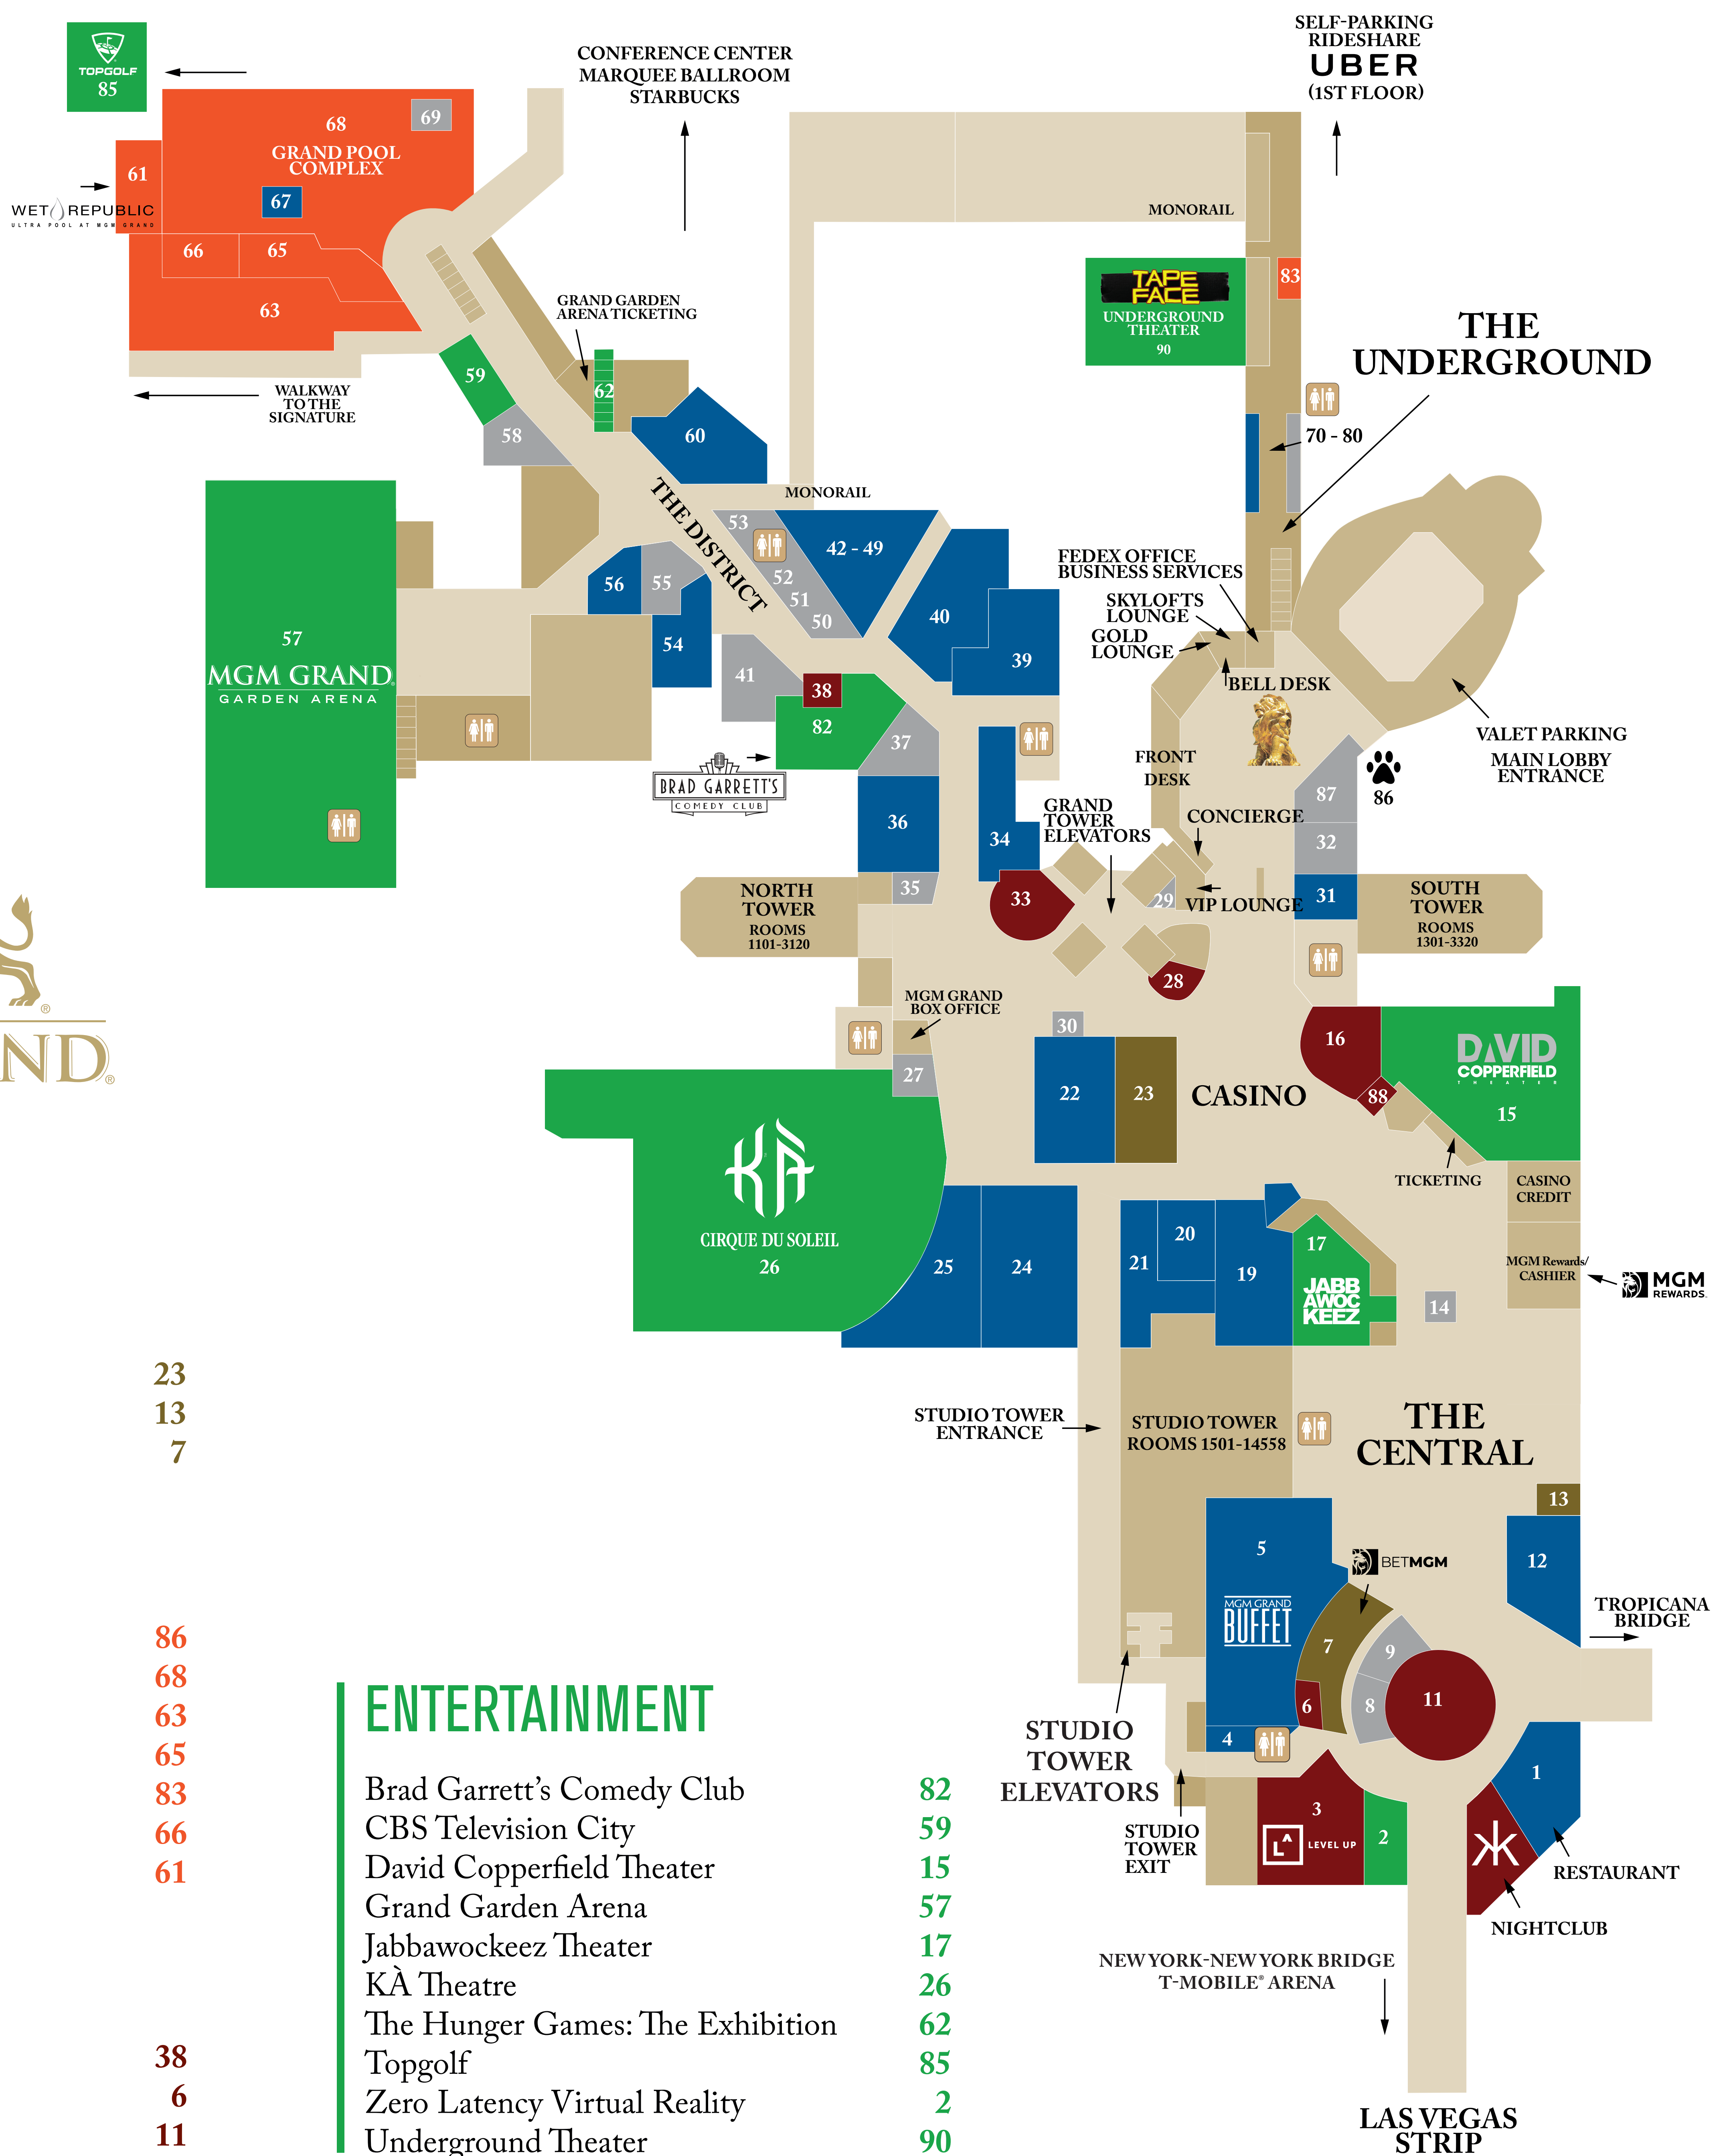 TOPGOLF
85
CONFERENCE CENTER
MARQUEE BALLROOM
STARBUCKS
SELF-PARKING
RIDESHARE
UBER
(1ST FLOOR)
68
69
GRAND POOL
COMPLEX
61
67
WET REPUBLIC
ULTRA POOL AT MGM GRAND
66
65
63
MONORAIL
TAPE
FACE
UNDERGROUND
THEATER
90
83
THE
UNDERGROUND
GRAND GARDEN
ARENA TICKETING
59
62
WALKWAY
TO THE
SIGNATURE
58
60
70 - 80
THE DISTRICT
MONORAIL
53
42 - 49
52
51
50
56
55
54
40
39
FEDEX OFFICE
BUSINESS SERVICES
SKYLOFTS
LOUNGE
GOLD
LOUNGE
BELL DESK
57
MGM GRAND®
GARDEN ARENA
41
38
82
37
BRAD GARRETT'S
COMEDY CLUB
VALET PARKING
MAIN LOBBY
ENTRANCE
FRONT
DESK
87
86
36
34
GRAND
TOWER
ELEVATORS
CONCIERGE
32
35
33
29
VIP LOUNGE
31
NORTH
TOWER
ROOMS
1101-3120
SOUTH
TOWER
ROOMS
1301-3320
28
®
ND®
MGM GRAND
BOX OFFICE
30
27
22
23
CASINO
16
88
DAVID
COPPERFIELD
THEATER
15
TICKETING
CASINO
CREDIT
KÀ
CIRQUE DU SOLEIL
26
25
24
21
20
19
17
JABB
AWOC
KEEZ
14
MGM Rewards/
CASHIER
MGM
REWARDS.
23
13
7
STUDIO TOWER
ENTRANCE
STUDIO TOWER
ROOMS 1501-14558
THE
CENTRAL
13
12
5
MGM GRAND
BUFFET
BETMGM
7
6
4
9
8
11
TROPICANA
BRIDGE
STUDIO
TOWER
ELEVATORS
STUDIO
TOWER
EXIT
3
LA LEVEL UP
2
1
RESTAURANT
NIGHTCLUB
NEW YORK-NEW YORK BRIDGE
T-MOBILE® ARENA
LAS VEGAS
STRIP
86
68
63
65
83
66
61
38
6
11
ENTERTAINMENT
Brad Garrett's Comedy Club 82
CBS Television City 59
David Copperfield Theater 15
Grand Garden Arena 57
Jabbawockeez Theater 17
KÀ Theatre 26
The Hunger Games: The Exhibition 62
Topgolf 85
Zero Latency Virtual Reality 2
Underground Theater 90